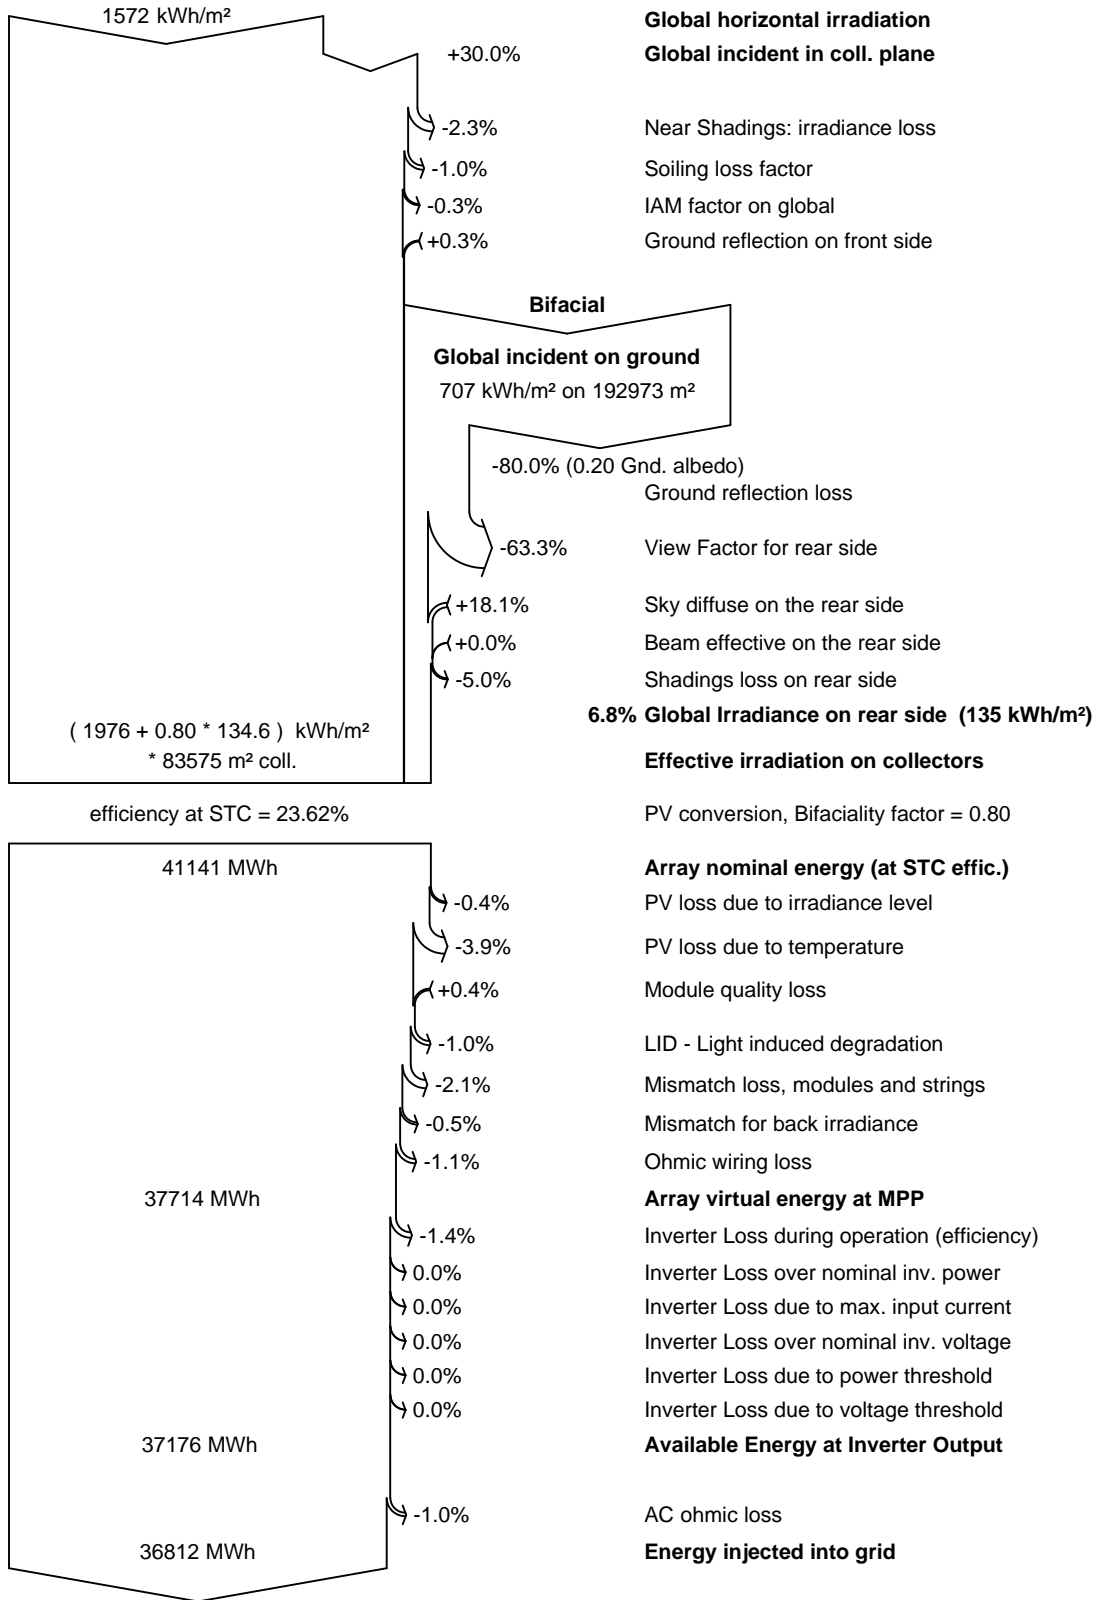 1572 kWh/m² Global horizontal irradiation
+30.0% Global incident in coll. plane
-2.3% Near Shadings: irradiance loss
-1.0% Soiling loss factor
-0.3% IAM factor on global
+0.3% Ground reflection on front side
Bifacial
Global incident on ground
707 kWh/m² on 192973 m²
-80.0% (0.20 Gnd. albedo)
Ground reflection loss
-63.3% View Factor for rear side
+18.1% Sky diffuse on the rear side
+0.0% Beam effective on the rear side
-5.0% Shadings loss on rear side
6.8% Global Irradiance on rear side (135 kWh/m²)
( 1976 + 0.80 * 134.6 ) kWh/m²
* 83575 m² coll. Effective irradiation on collectors
efficiency at STC = 23.62% PV conversion, Bifaciality factor = 0.80
41141 MWh Array nominal energy (at STC effic.)
-0.4% PV loss due to irradiance level
-3.9% PV loss due to temperature
+0.4% Module quality loss
-1.0% LID - Light induced degradation
-2.1% Mismatch loss, modules and strings
-0.5% Mismatch for back irradiance
-1.1% Ohmic wiring loss
37714 MWh Array virtual energy at MPP
-1.4% Inverter Loss during operation (efficiency)
0.0% Inverter Loss over nominal inv. power
0.0% Inverter Loss due to max. input current
0.0% Inverter Loss over nominal inv. voltage
0.0% Inverter Loss due to power threshold
0.0% Inverter Loss due to voltage threshold
37176 MWh Available Energy at Inverter Output
-1.0% AC ohmic loss
36812 MWh Energy injected into grid